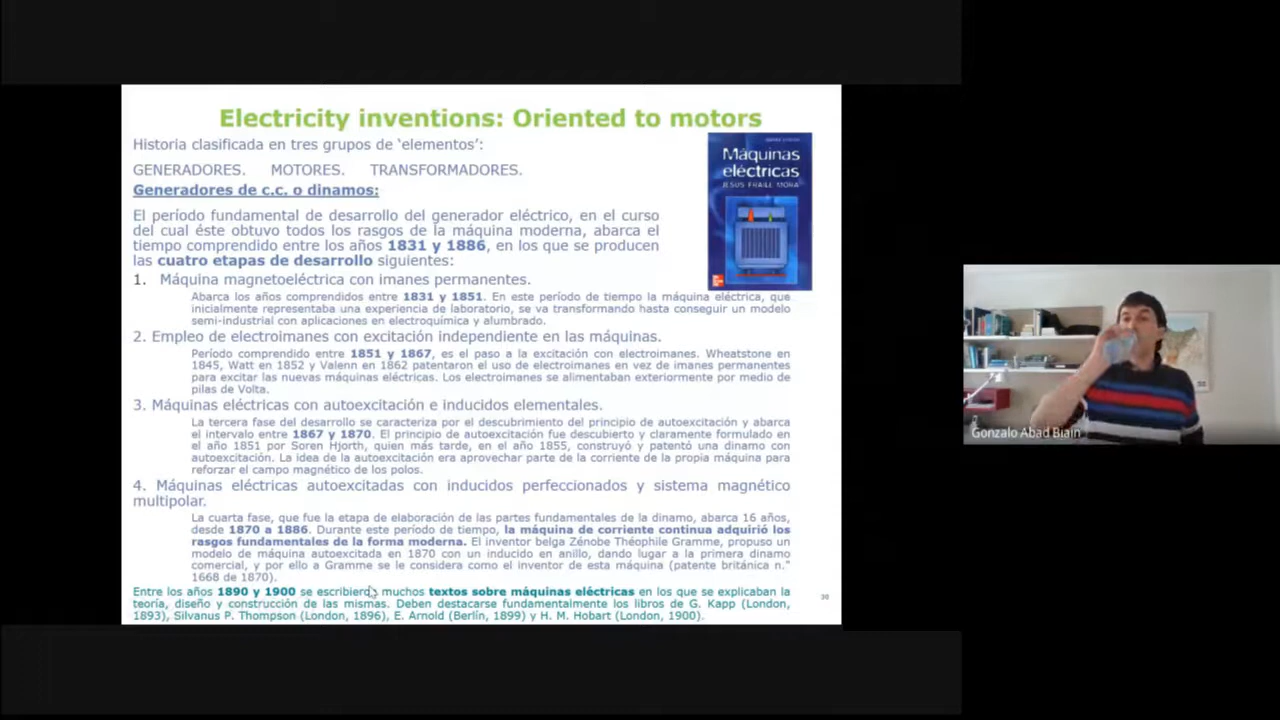 Electricity inventions: Oriented to motors
Historia clasificada en tres grupos de ‘elementos’:
GENERADORES. MOTORES. TRANSFORMADORES.
Generadores de c.c. o dinamos:
El período fundamental de desarrollo del generador eléctrico, en el curso
del cual éste obtuvo todos los rasgos de la máquina moderna, abarca el
tiempo comprendido entre los años 1831 y 1886, en los que se producen
las cuatro etapas de desarrollo siguientes:
Máquinas
eléctricas
JESÚS FRAILE MORA
1. Máquina magnetoeléctrica con imanes permanentes.
Abarca los años comprendidos entre 1831 y 1851. En este período de tiempo la máquina eléctrica, que
inicialmente representaba una experiencia de laboratorio, se va transformando hasta conseguir un modelo
semi-industrial con aplicaciones en electroquímica y alumbrado.
2. Empleo de electroimanes con excitación independiente en las máquinas.
Período comprendido entre 1851 y 1867, es el paso a la excitación con electroimanes. Wheatstone en
1845, Watt en 1852 y Valenn en 1862 patentaron el uso de electroimanes en vez de imanes permanentes
para excitar las nuevas máquinas eléctricas. Los electroimanes se alimentaban exteriormente por medio de
pilas de Volta.
3. Máquinas eléctricas con autoexcitación e inducidos elementales.
La tercera fase del desarrollo se caracteriza por el descubrimiento del principio de autoexcitación y abarca
el intervalo entre 1867 y 1870. El principio de autoexcitación fue descubierto y claramente formulado en
el año 1851 por Soren Hjorth, quien más tarde, en el año 1855, construyó y patentó una dinamo con
autoexcitación. La idea de la autoexcitación era aprovechar parte de la corriente de la propia máquina para
reforzar el campo magnético de los polos.
4. Máquinas eléctricas autoexcitadas con inducidos perfeccionados y sistema magnético
multipolar.
La cuarta fase, que fue la etapa de elaboración de las partes fundamentales de la dinamo, abarca 16 años,
desde 1870 a 1886. Durante este período de tiempo, la máquina de corriente continua adquirió los
rasgos fundamentales de la forma moderna. El inventor belga Zénobe Théophile Gramme, propuso un
modelo de máquina autoexcitada en 1870 con un inducido en anillo, dando lugar a la primera dinamo
comercial, y por ello a Gramme se le considera como el inventor de esta máquina (patente británica n."
1668 de 1870).
Entre los años 1890 y 1900 se escribieron muchos textos sobre máquinas eléctricas en los que se explicaban la
teoría, diseño y construcción de las mismas. Deben destacarse fundamentalmente los libros de G. Kapp (London,
1893), Silvanus P. Thompson (London, 1896), E. Arnold (Berlín, 1899) y H. M. Hobart (London, 1900).
30
Gonzalo Abad Biain